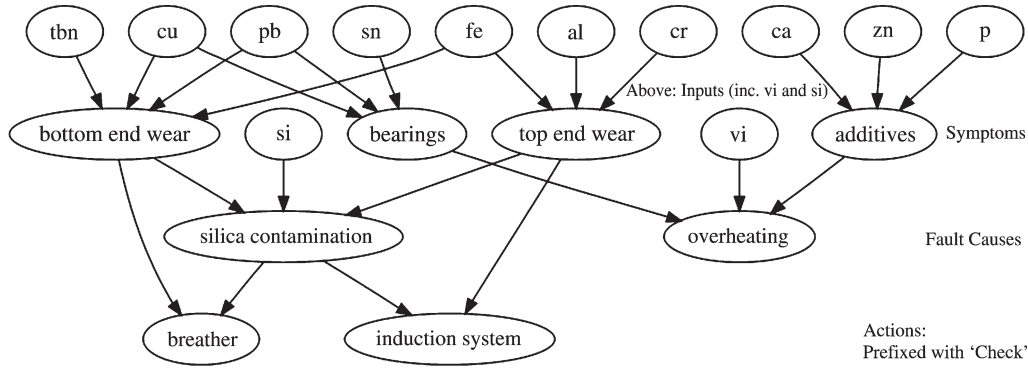 tbn cu pb sn fe al cr ca zn p
Above: Inputs (inc. vi and si)
bottom end wear si bearings top end wear vi additives Symptoms
silica contamination overheating Fault Causes
breather induction system Actions:
Prefixed with ‘Check’